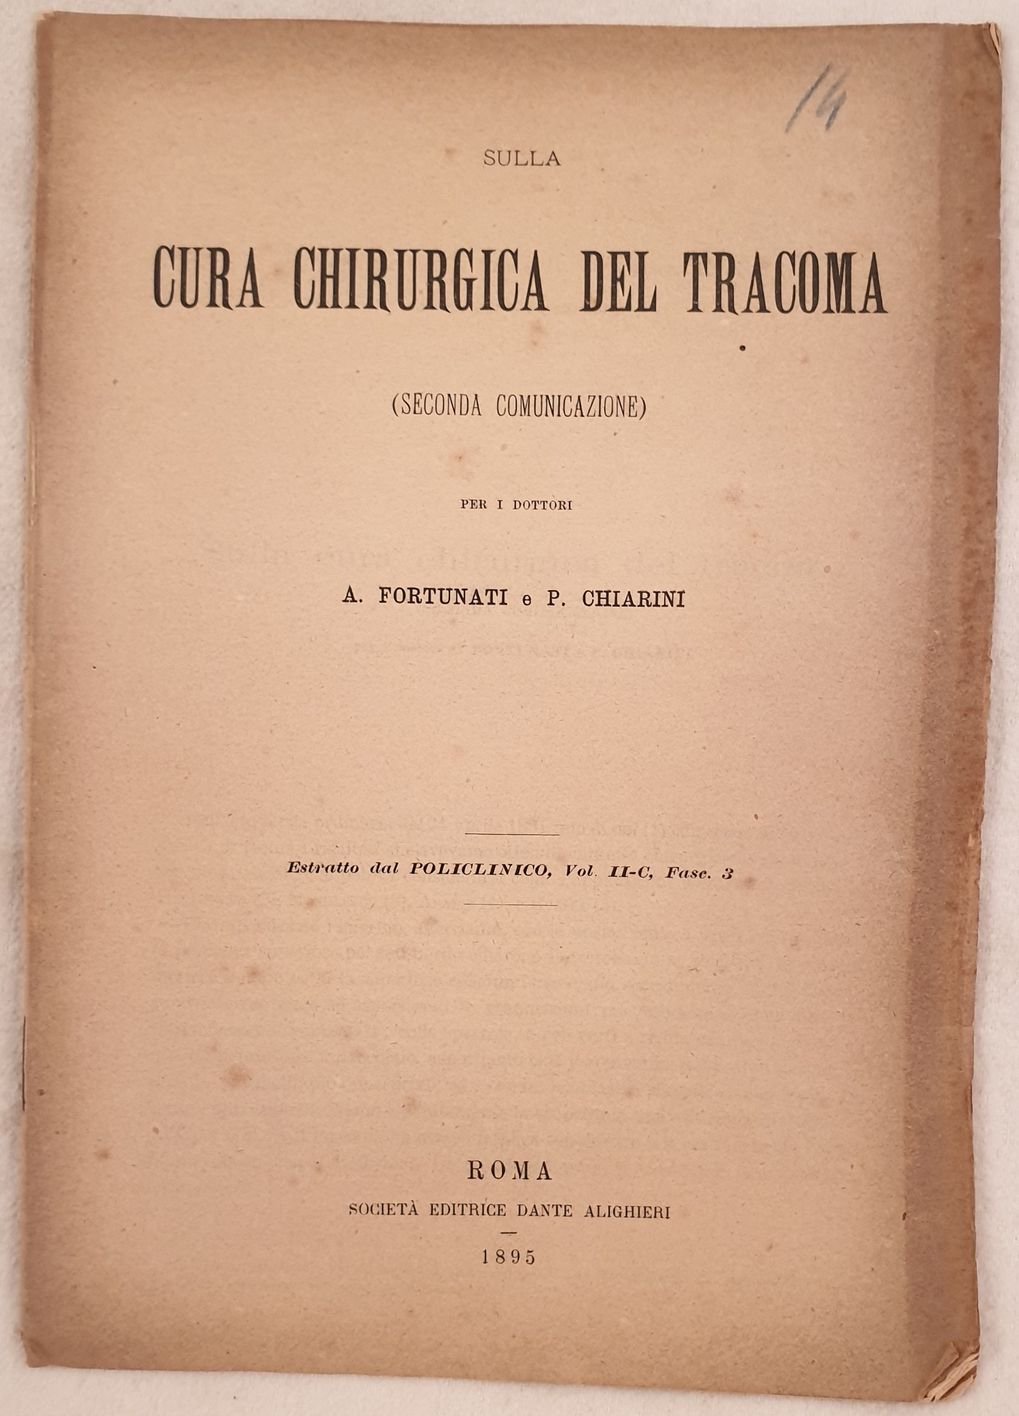 14
SULLA
CURA CHIRURGICA DEL TRACOMA
(SECONDA COMUNICAZIONE)
PER I DOTTORI
A. FORTUNATI e P. CHIARINI
Estratto dal POLICLINICO, Vol. II-C, Fasc. 3
ROMA
SOCIETÀ EDITRICE DANTE ALIGHIERI
1895